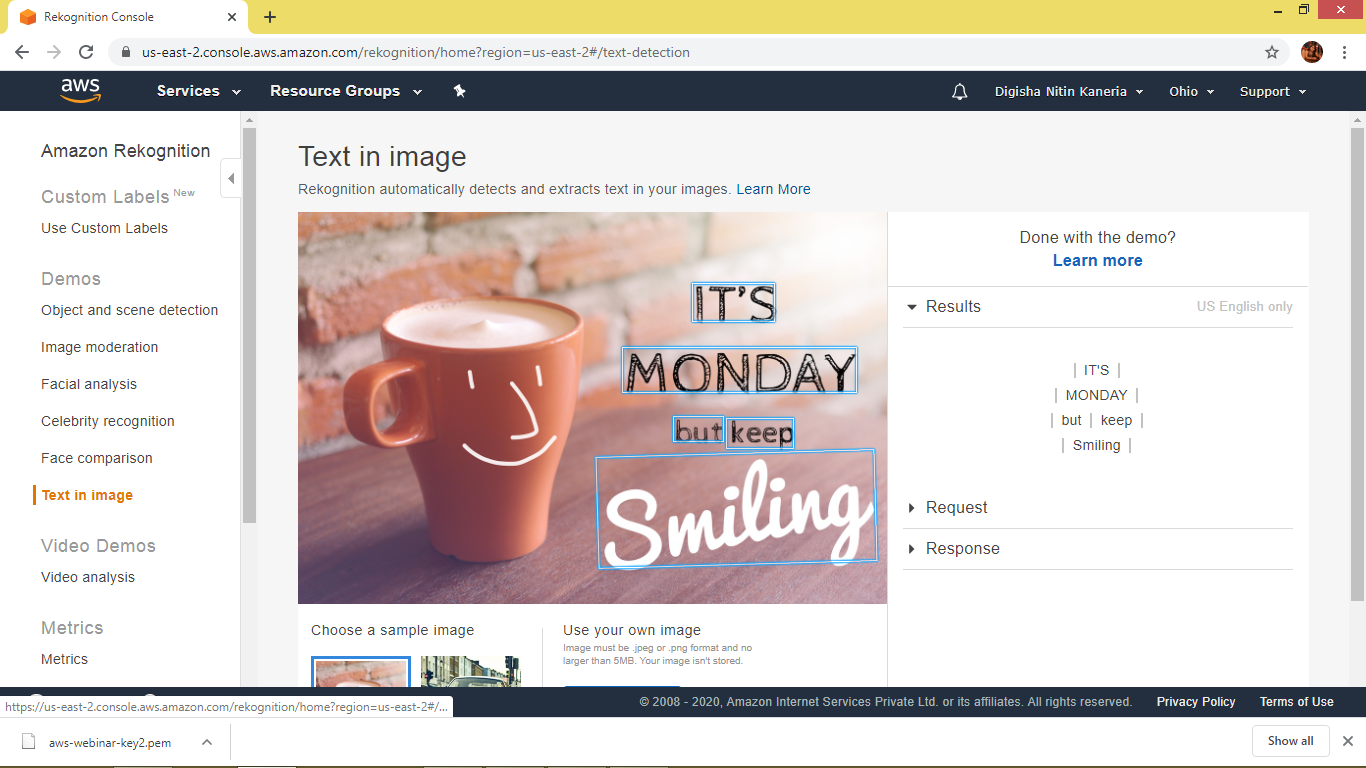 Rekognition Console
us-east-2.console.aws.amazon.com/rekognition/home?region=us-east-2#/text-detection
aws Services Resource Groups Digisha Nitin Kaneria Ohio Support
Amazon Rekognition
Custom Labels New
Use Custom Labels
Demos
Object and scene detection
Image moderation
Facial analysis
Celebrity recognition
Face comparison
Text in image
Video Demos
Video analysis
Metrics
Metrics
Text in image
Rekognition automatically detects and extracts text in your images. Learn More
IT'S
MONDAY
but keep
Smiling
Done with the demo?
Learn more
Results US English only
| IT'S |
| MONDAY |
| but | keep |
| Smiling |
Request
Response
Choose a sample image
Use your own image
Image must be .jpeg or .png format and no
larger than 5MB. Your image isn't stored.
© 2008 - 2020, Amazon Internet Services Private Ltd. or its affiliates. All rights reserved. Privacy Policy Terms of Use
https://us-east-2.console.aws.amazon.com/rekognition/home?region=us-east-2#/...
aws-webinar-key2.pem Show all